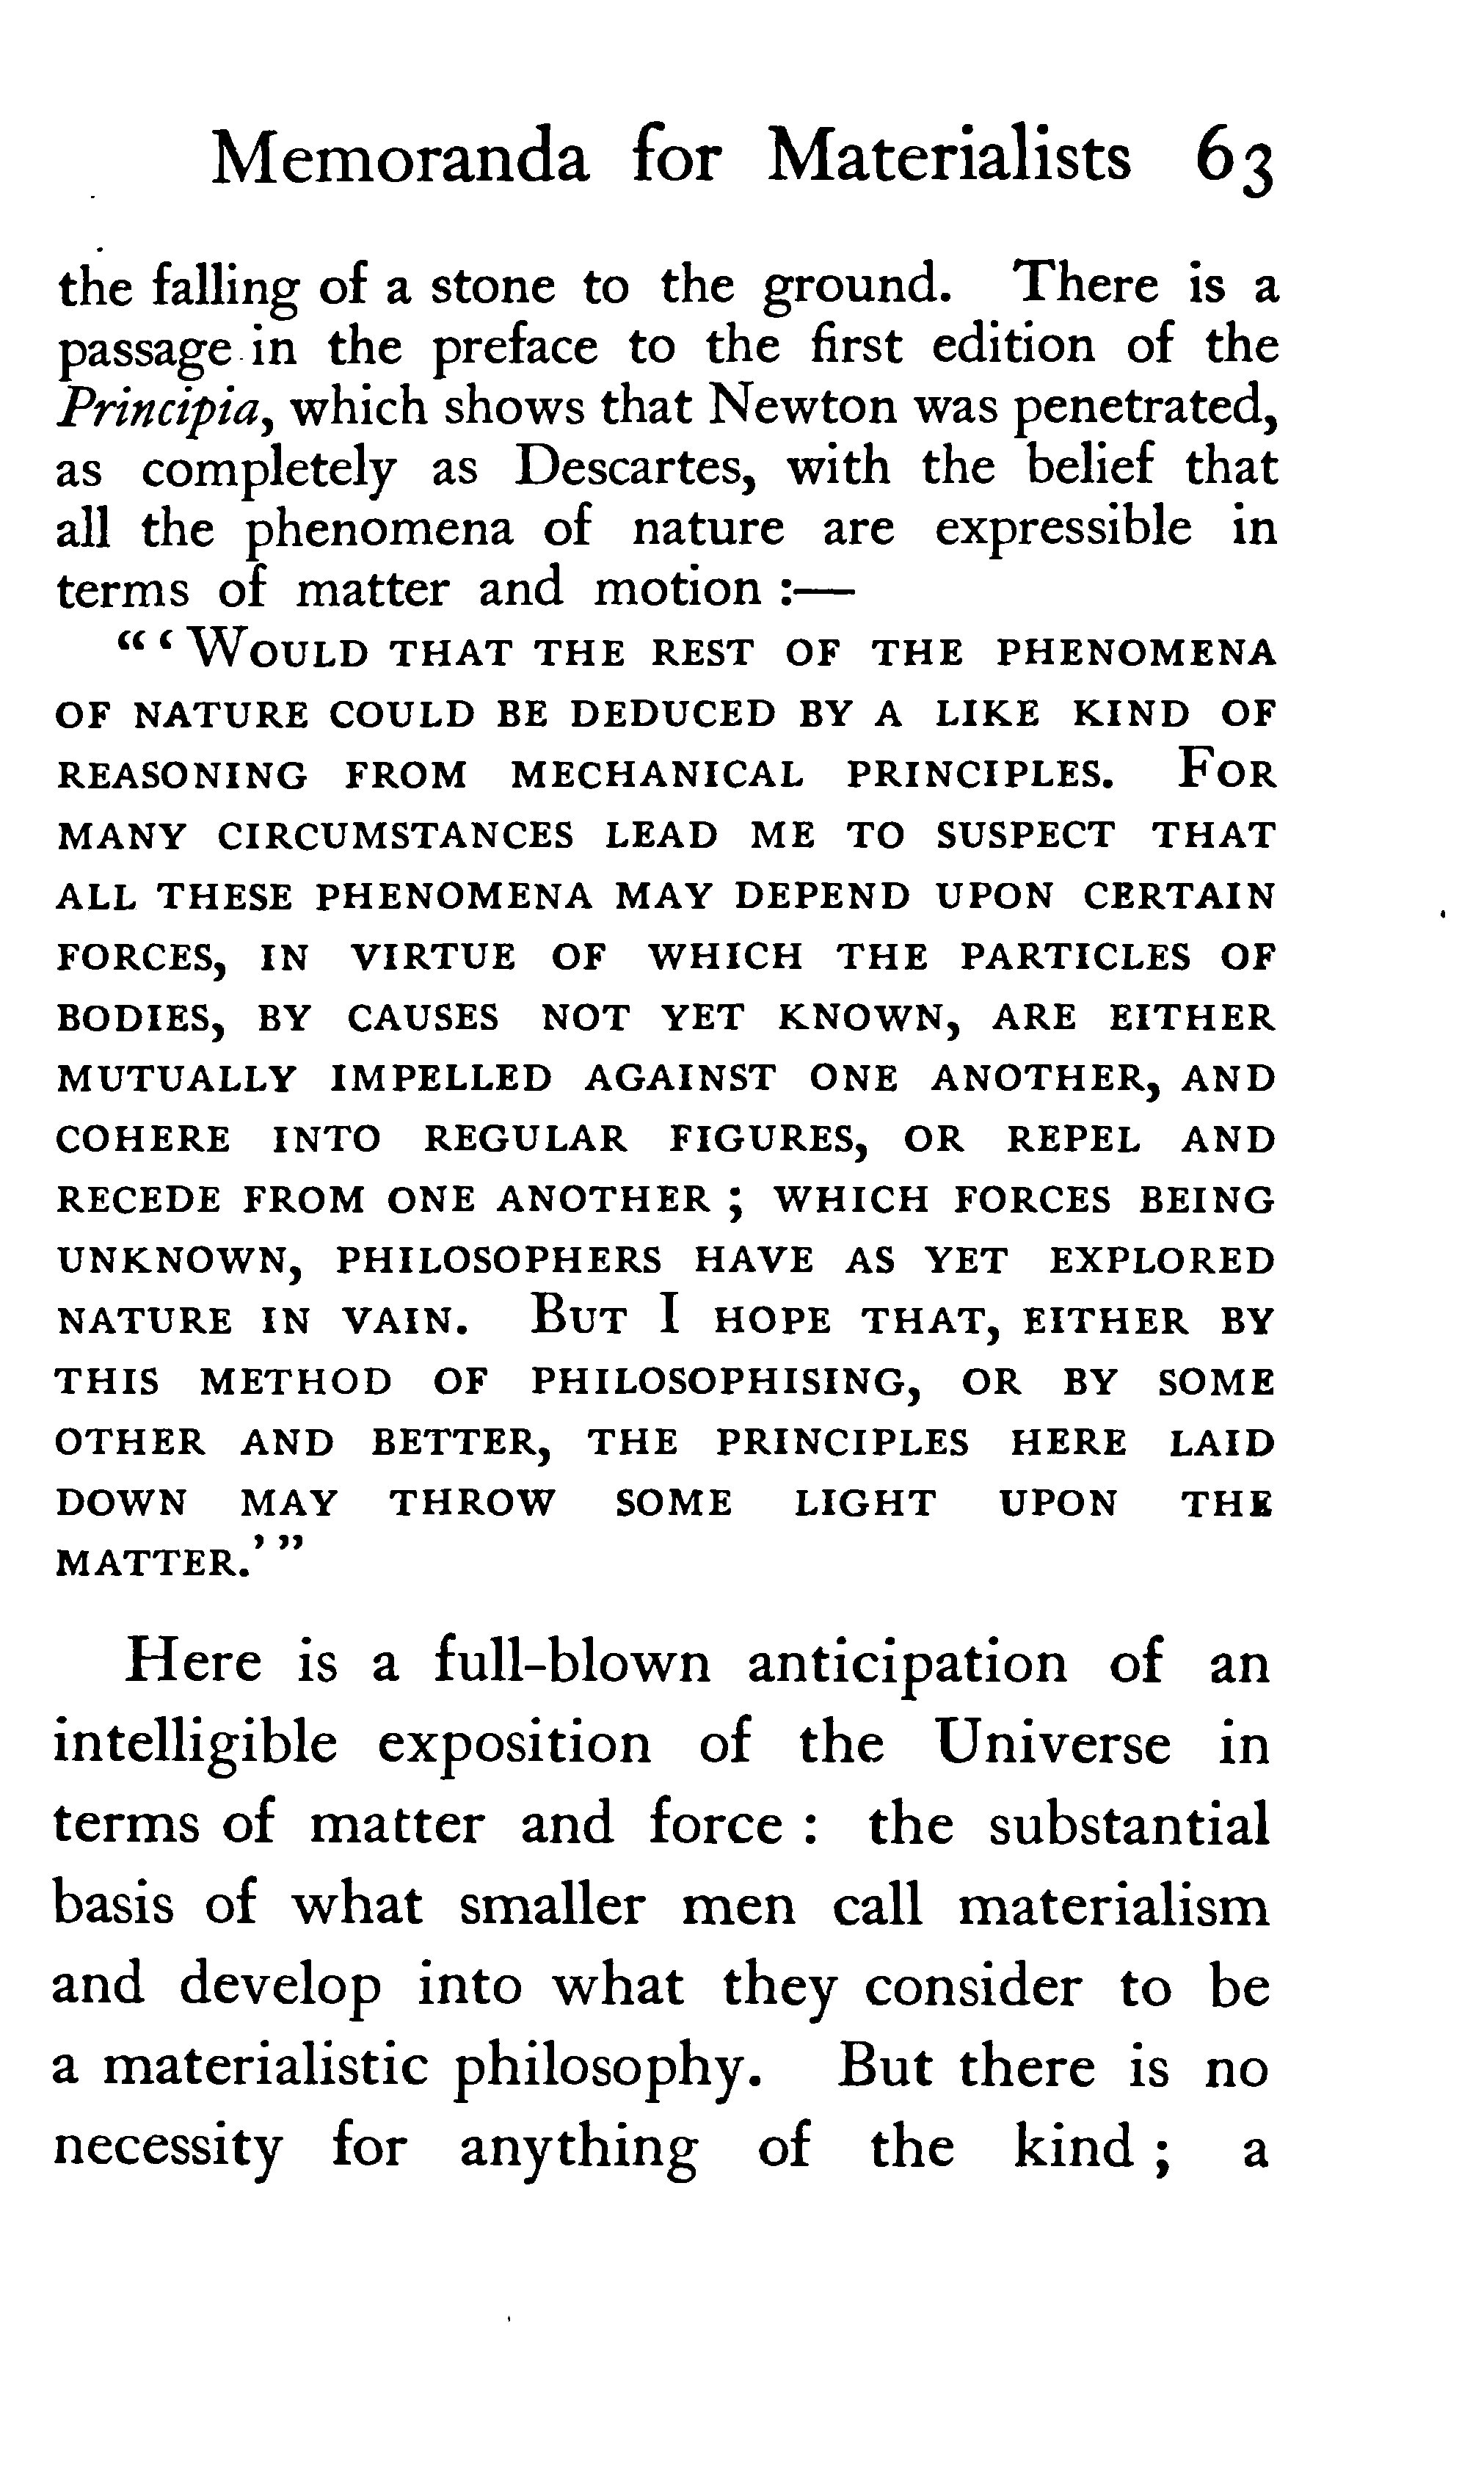 Memoranda for Materialists 63
the falling of a stone to the ground. There is a
passage in the preface to the first edition of the
Principia, which shows that Newton was penetrated,
as completely as Descartes, with the belief that
all the phenomena of nature are expressible in
terms of matter and motion :—
“ ‘ WOULD THAT THE REST OF THE PHENOMENA
OF NATURE COULD BE DEDUCED BY A LIKE KIND OF
REASONING FROM MECHANICAL PRINCIPLES. FOR
MANY CIRCUMSTANCES LEAD ME TO SUSPECT THAT
ALL THESE PHENOMENA MAY DEPEND UPON CERTAIN
FORCES, IN VIRTUE OF WHICH THE PARTICLES OF
BODIES, BY CAUSES NOT YET KNOWN, ARE EITHER
MUTUALLY IMPELLED AGAINST ONE ANOTHER, AND
COHERE INTO REGULAR FIGURES, OR REPEL AND
RECEDE FROM ONE ANOTHER ; WHICH FORCES BEING
UNKNOWN, PHILOSOPHERS HAVE AS YET EXPLORED
NATURE IN VAIN. BUT I HOPE THAT, EITHER BY
THIS METHOD OF PHILOSOPHISING, OR BY SOME
OTHER AND BETTER, THE PRINCIPLES HERE LAID
DOWN MAY THROW SOME LIGHT UPON THE
MATTER.’ ”
Here is a full-blown anticipation of an
intelligible exposition of the Universe in
terms of matter and force : the substantial
basis of what smaller men call materialism
and develop into what they consider to be
a materialistic philosophy. But there is no
necessity for anything of the kind ; a